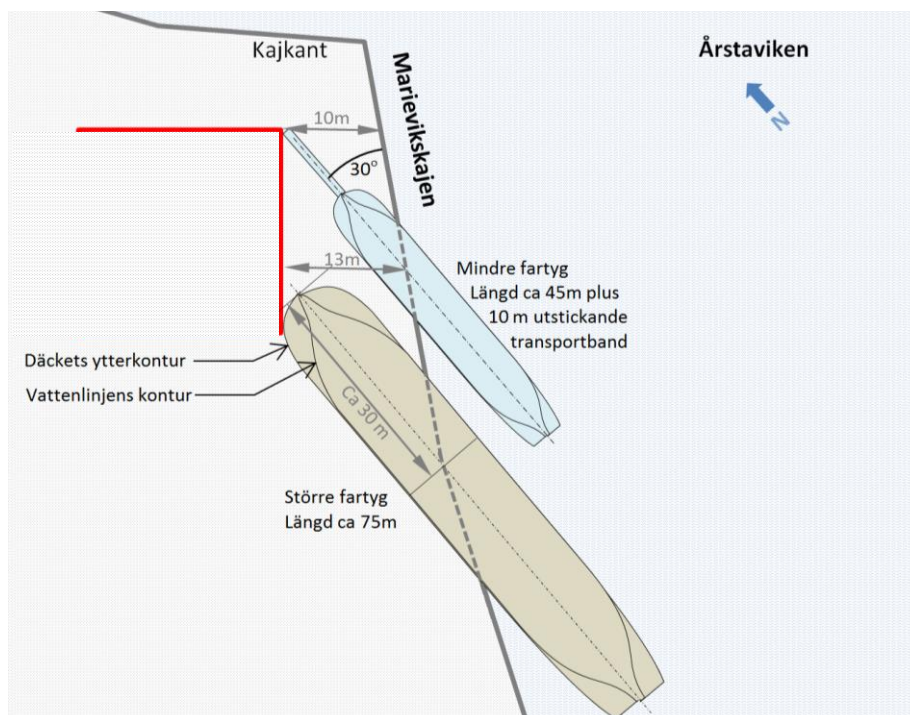 Kajkant
Årstaviken
Marievikskajen
N
10m
30°
13m
Mindre fartyg
Längd ca 45m plus
10 m utstickande
transportband
Däckets ytterkontur
Vattenlinjens kontur
Ca 30 m
Större fartyg
Längd ca 75m